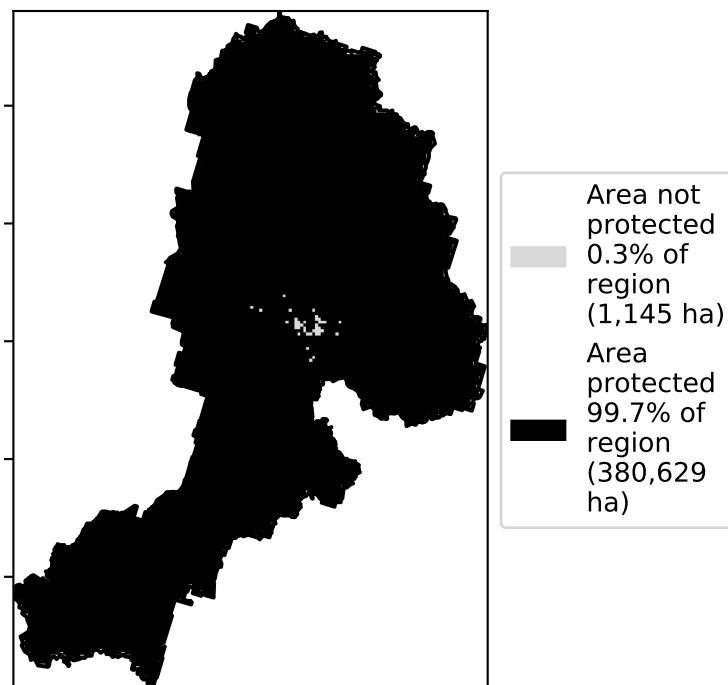 Area not
protected
0.3% of
region
(1,145 ha)
Area
protected
99.7% of
region
(380,629
ha)